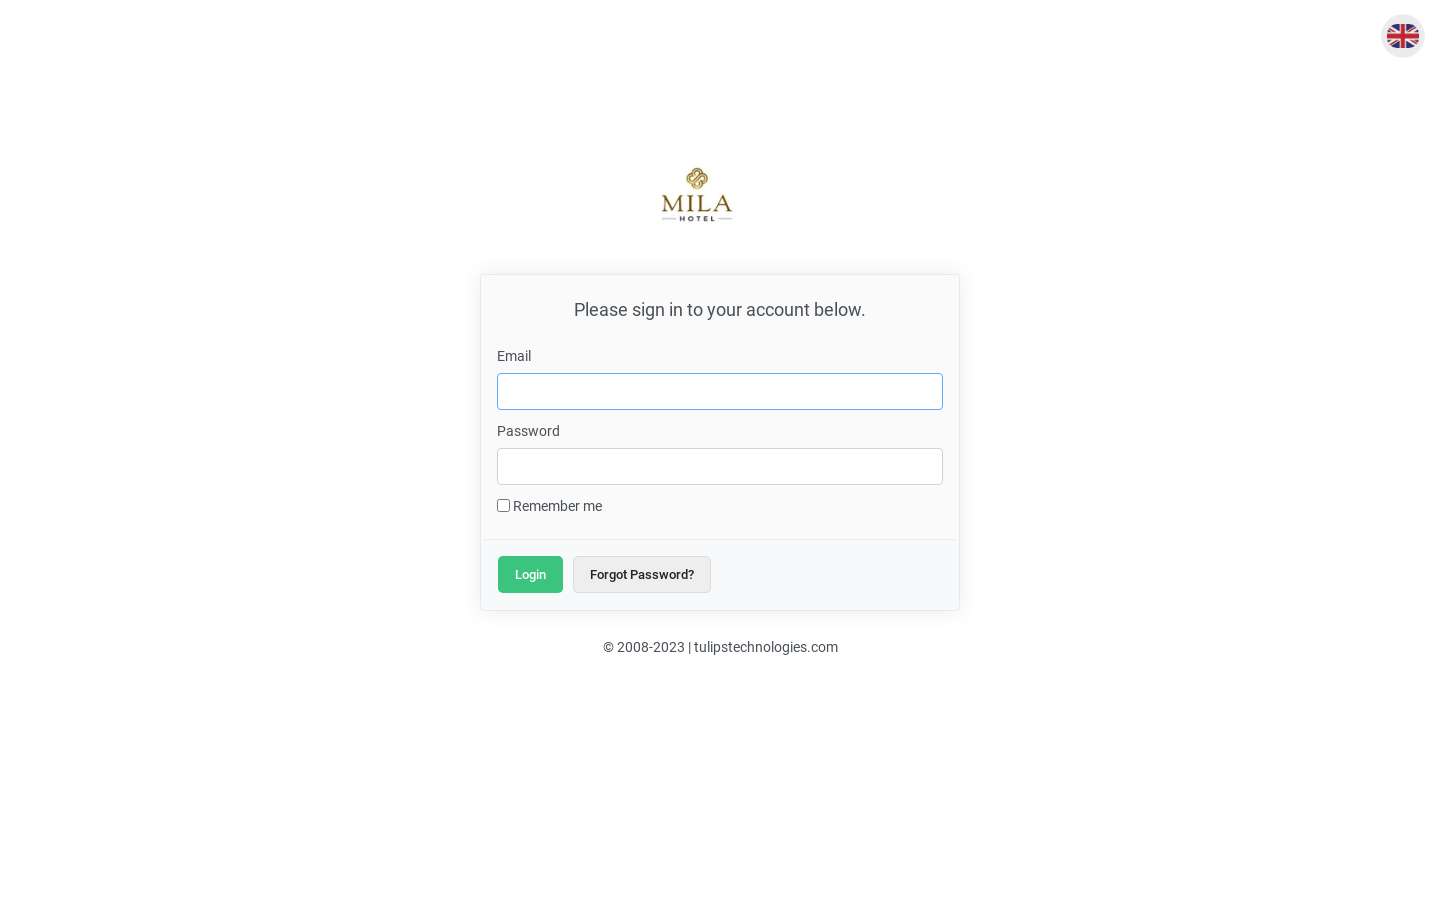 MILA
HOTEL
Please sign in to your account below.
Email
Password
Remember me
Login Forgot Password?
© 2008-2023 | tulipstechnologies.com